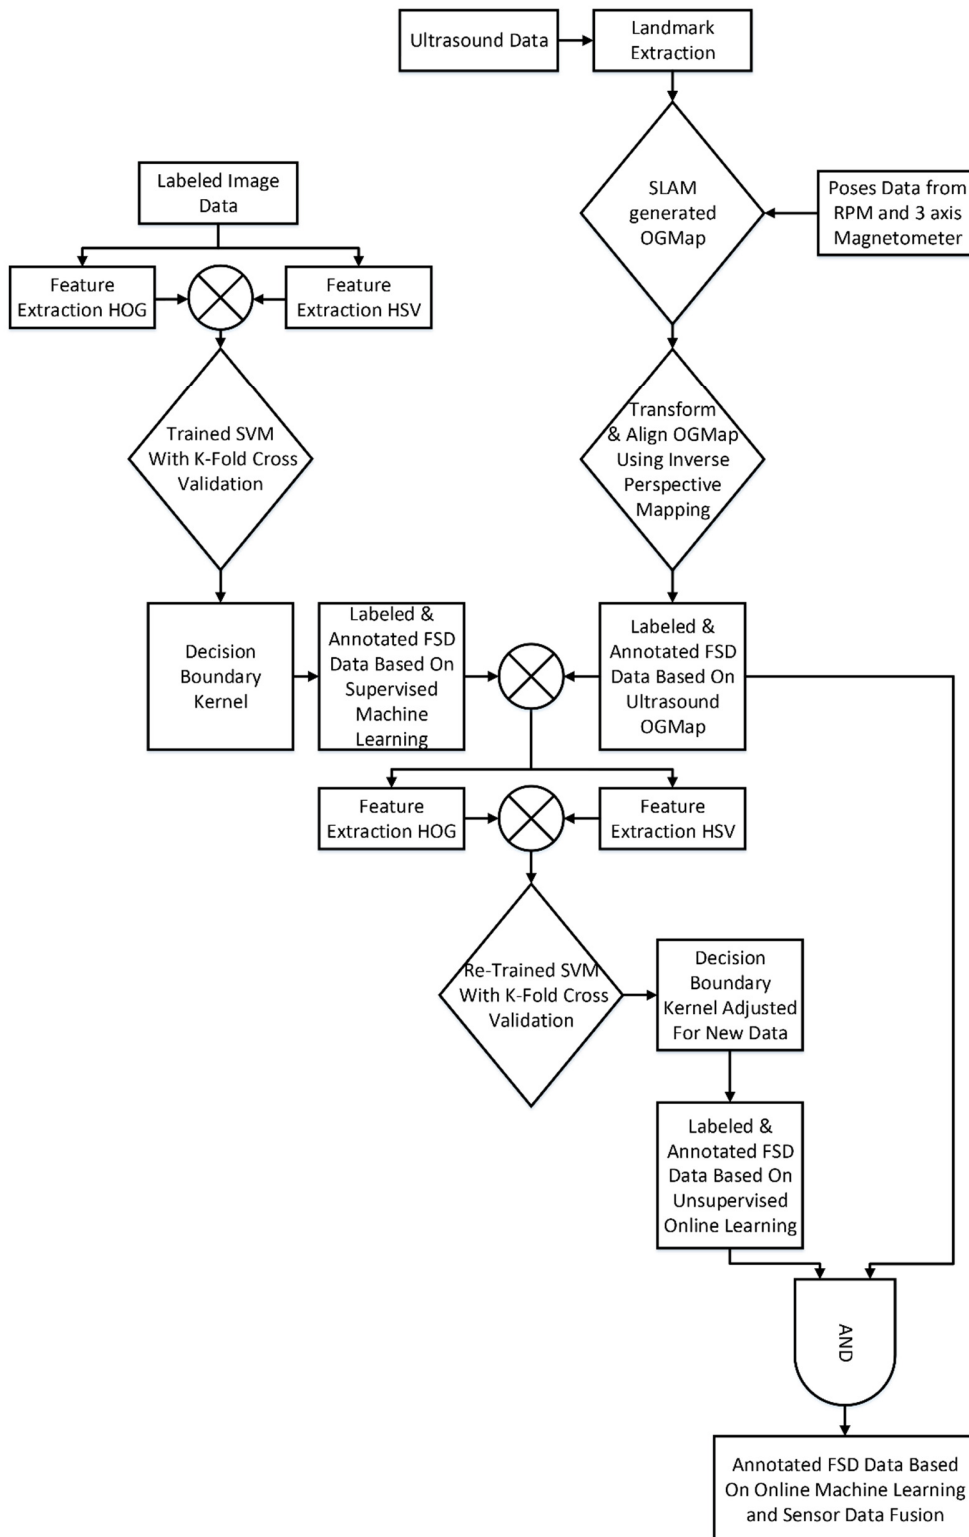 Ultrasound Data
Landmark
Extraction
Labeled Image
Data
SLAM
generated
OGMap
Poses Data from
RPM and 3 axis
Magnetometer
Feature
Extraction HOG
Feature
Extraction HSV
Trained SVM
With K-Fold Cross
Validation
Transform
& Align OGMap
Using Inverse
Perspective
Mapping
Decision
Boundary
Kernel
Labeled &
Annotated FSD
Data Based On
Supervised
Machine
Learning
Labeled &
Annotated FSD
Data Based On
Ultrasound
OGMap
Feature
Extraction HOG
Feature
Extraction HSV
Re-Trained SVM
With K-Fold Cross
Validation
Decision
Boundary
Kernel Adjusted
For New Data
Labeled &
Annotated FSD
Data Based On
Unsupervised
Online Learning
AND
Annotated FSD Data Based
On Online Machine Learning
and Sensor Data Fusion